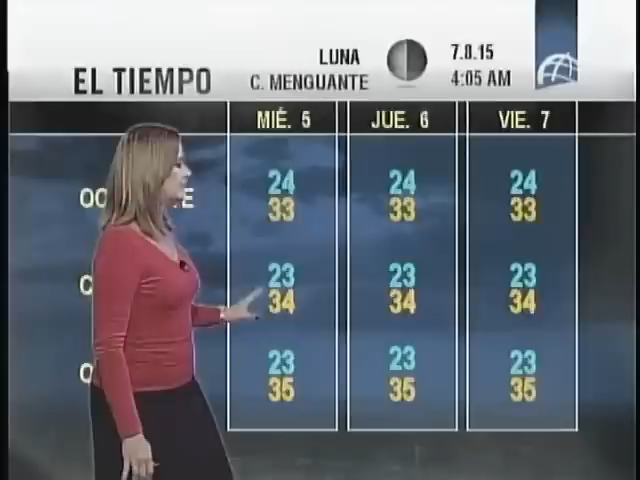 EL TIEMPO
LUNA
C. MENGUANTE
7.8.15
4:05 AM
MIÉ. 5 JUE. 6 VIE. 7
24 24 24
33 33 33
23 23 23
34 34 34
23 23 23
35 35 35